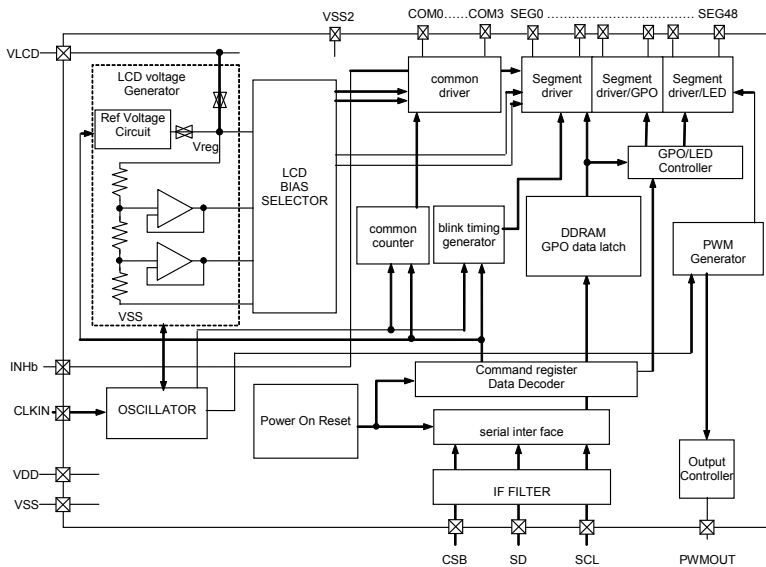 VSS2
COM0......COM3
SEG0 ........................ SEG48
VLCD
LCD voltage
Generator
Ref Voltage
Circuit
Vreg
VSS
LCD
BIAS
SELECTOR
common
driver
Segment
driver
Segment
driver/GPO
Segment
driver/LED
GPO/LED
Controller
common
counter
blink timing
generator
DDRAM
GPO data latch
PWM
Generator
INHb
CLKIN
OSCILLATOR
Power On Reset
Command register
Data Decoder
serial inter face
IF FILTER
Output
Controller
VDD
VSS
CSB
SD
SCL
PWMOUT